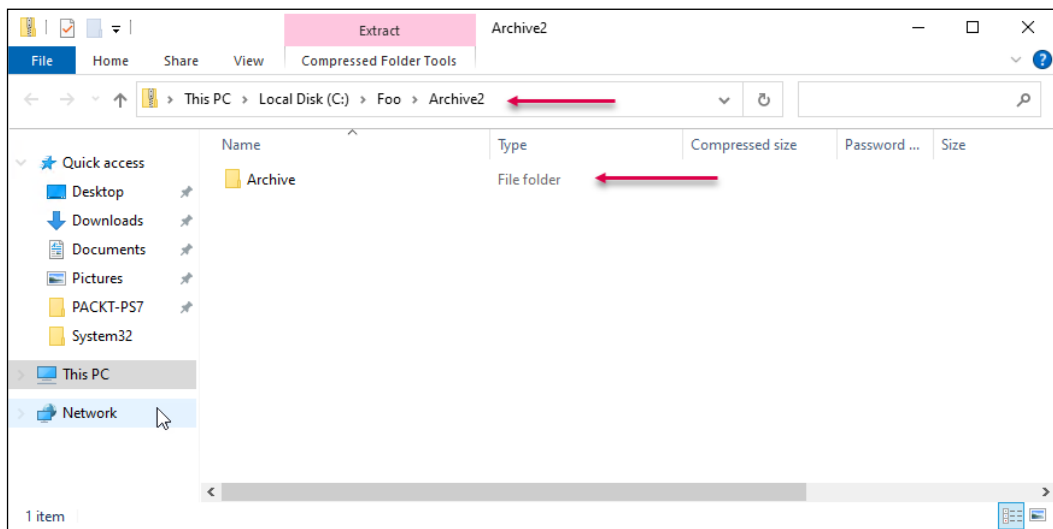 Extract
Archive2
File Home Share View Compressed Folder Tools
This PC > Local Disk (C:) > Foo > Archive2
Name Type Compressed size Password ... Size
Quick access
Archive File folder
Desktop
Downloads
Documents
Pictures
PACKT-PS7
System32
This PC
Network
1 item